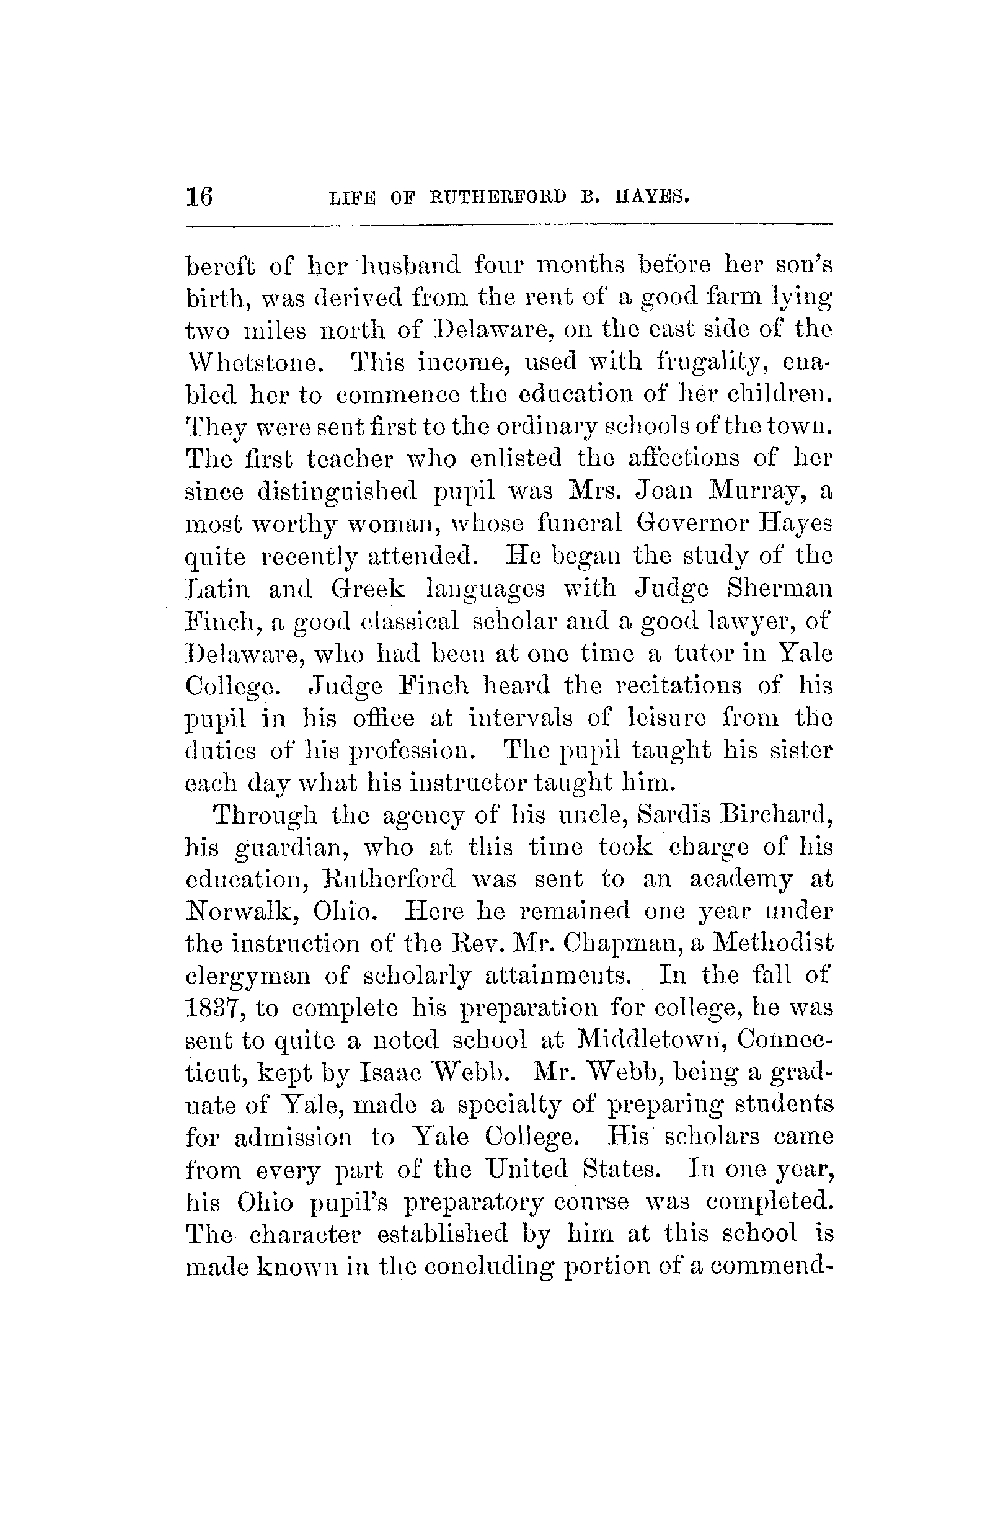 16 LIFE OF RUTHERFORD B. HAYES.
bereft of her husband four months before her son's
birth, was derived from the rent of a good farm lying
two miles north of Delaware, on the east side of the
Whetstone. This income, used with frugality, ena-
bled her to commence the education of her children.
They were sent first to the ordinary schools of the town.
The first teacher who enlisted the affections of her
since distinguished pupil was Mrs. Joan Murray, a
most worthy woman, whose funeral Governor Hayes
quite recently attended. He began the study of the
Latin and Greek languages with Judge Sherman
Finch, a good classical scholar and a good lawyer, of
Delaware, who had been at one time a tutor in Yale
College. Judge Finch heard the recitations of his
pupil in his office at intervals of leisure from the
duties of his profession. The pupil taught his sister
each day what his instructor taught him.
Through the agency of his uncle, Sardis Birchard,
his guardian, who at this time took charge of his
education, Rutherford was sent to an academy at
Norwalk, Ohio. Here he remained one year under
the instruction of the Rev. Mr. Chapman, a Methodist
clergyman of scholarly attainments. In the fall of
1837, to complete his preparation for college, he was
sent to quite a noted school at Middletown, Connec-
ticut, kept by Isaac Webb. Mr. Webb, being a grad-
uate of Yale, made a specialty of preparing students
for admission to Yale College. His scholars came
from every part of the United States. In one year,
his Ohio pupil's preparatory course was completed.
The character established by him at this school is
made known in the concluding portion of a commend-